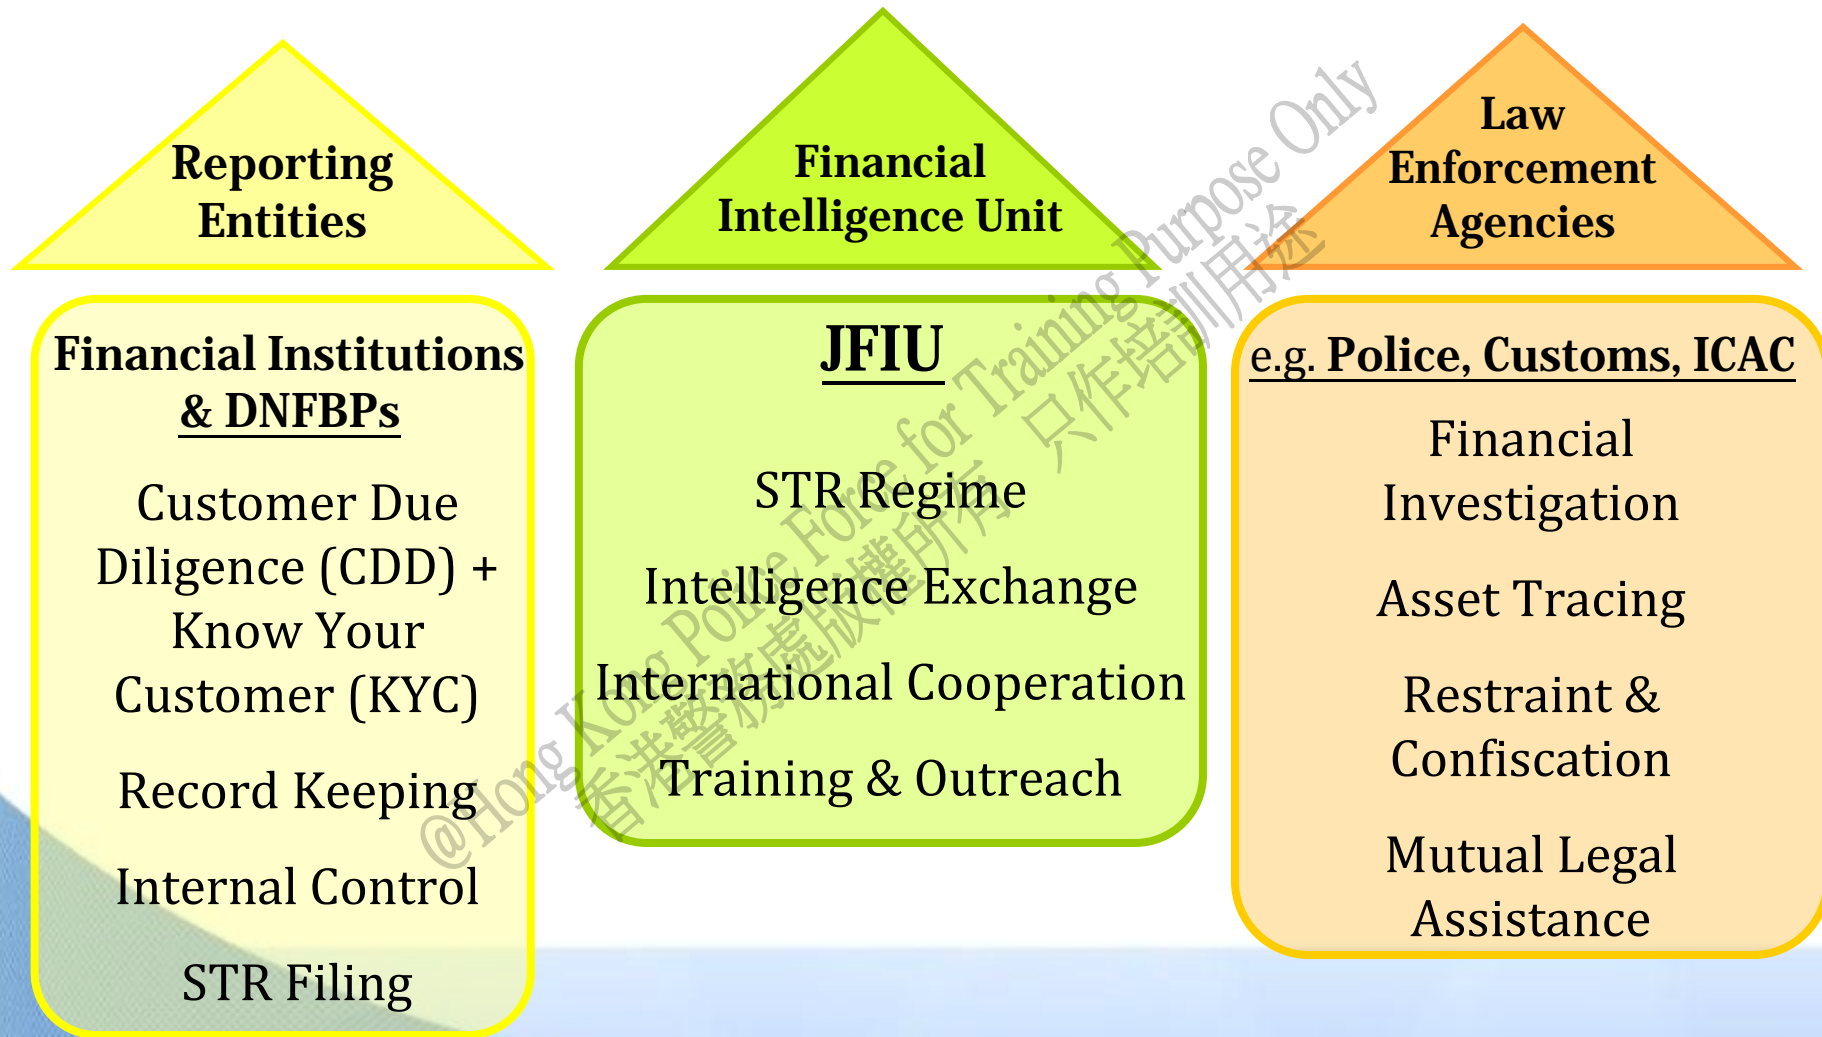 Reporting
Entities
Financial Institutions
& DNFBPs
Customer Due
Diligence (CDD) +
Know Your
Customer (KYC)
Record Keeping
Internal Control
STR Filing
Financial
Intelligence Unit
JFIU
STR Regime
Intelligence Exchange
International Cooperation
Training & Outreach
Law
Enforcement
Agencies
e.g. Police, Customs, ICAC
Financial
Investigation
Asset Tracing
Restraint &
Confiscation
Mutual Legal
Assistance
@Hong Kong Police Force for Training Purpose Only
香港警務處版權所有 只作培訓用途